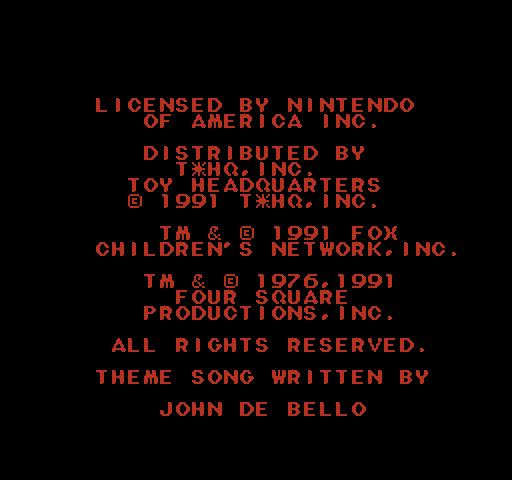 LICENSED BY NINTENDO
OF AMERICA INC.
DISTRIBUTED BY
T✳HQ,INC.
TOY HEADQUARTERS
© 1991 T✳HQ,INC.
TM & © 1991 FOX
CHILDREN'S NETWORK,INC.
TM & © 1976,1991
FOUR SQUARE
PRODUCTIONS,INC.
ALL RIGHTS RESERVED.
THEME SONG WRITTEN BY
JOHN DE BELLO